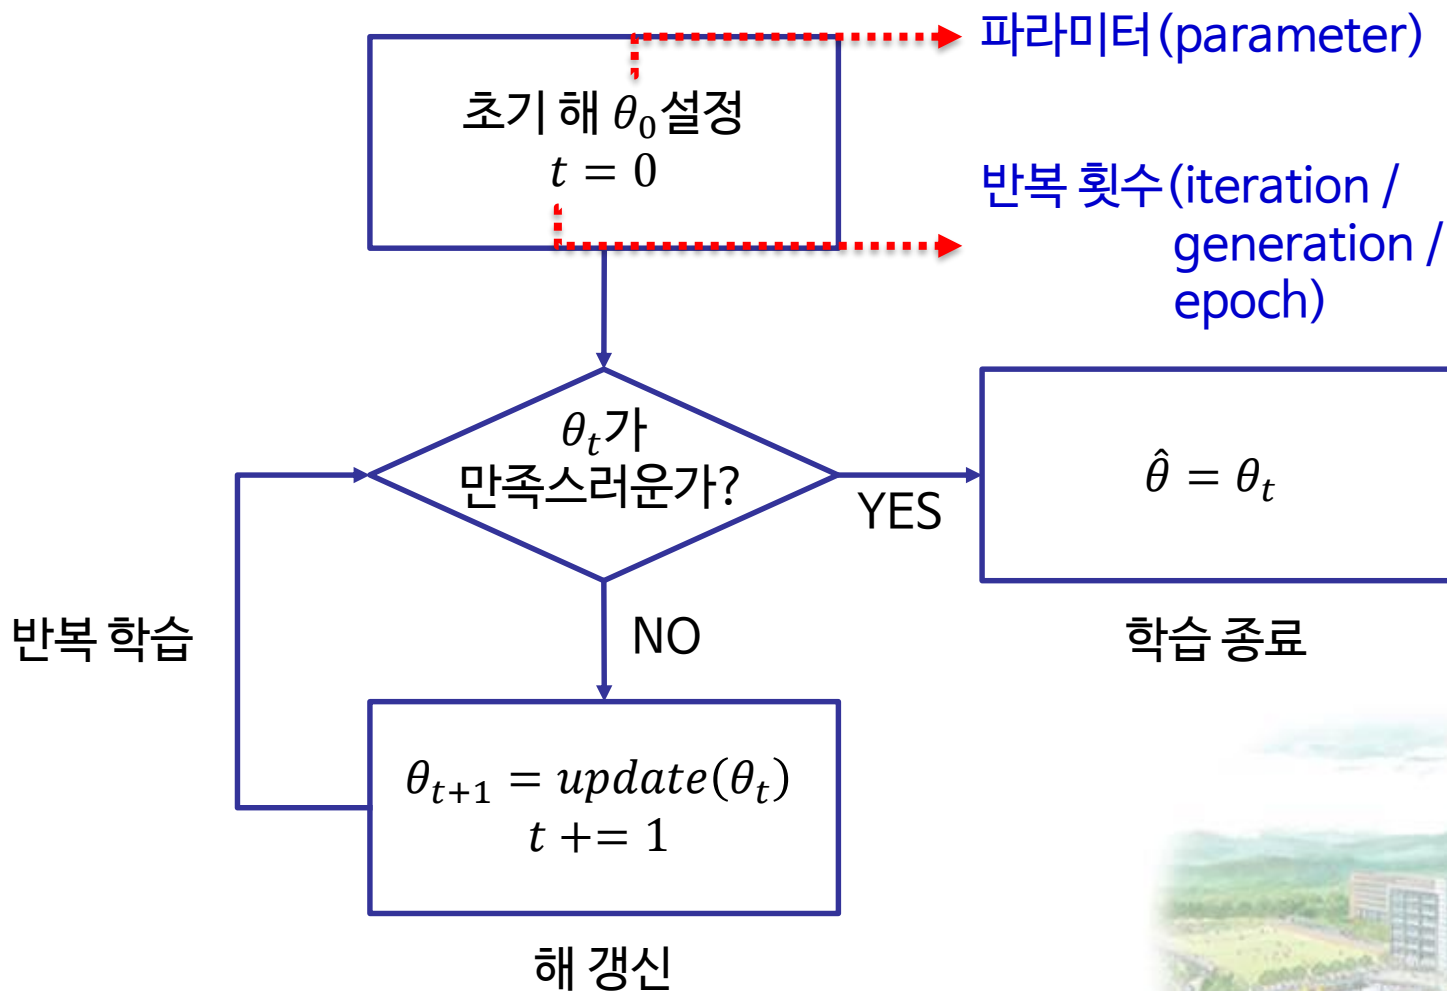 파라미터(parameter)
초기 해 θ₀설정
t = 0
반복 횟수(iteration /
generation /
epoch)
θₜ가
만족스러운가?
YES
θ̂ = θₜ
NO
반복 학습
학습 종료
θₜ₊₁ = update(θₜ)
t += 1
해 갱신